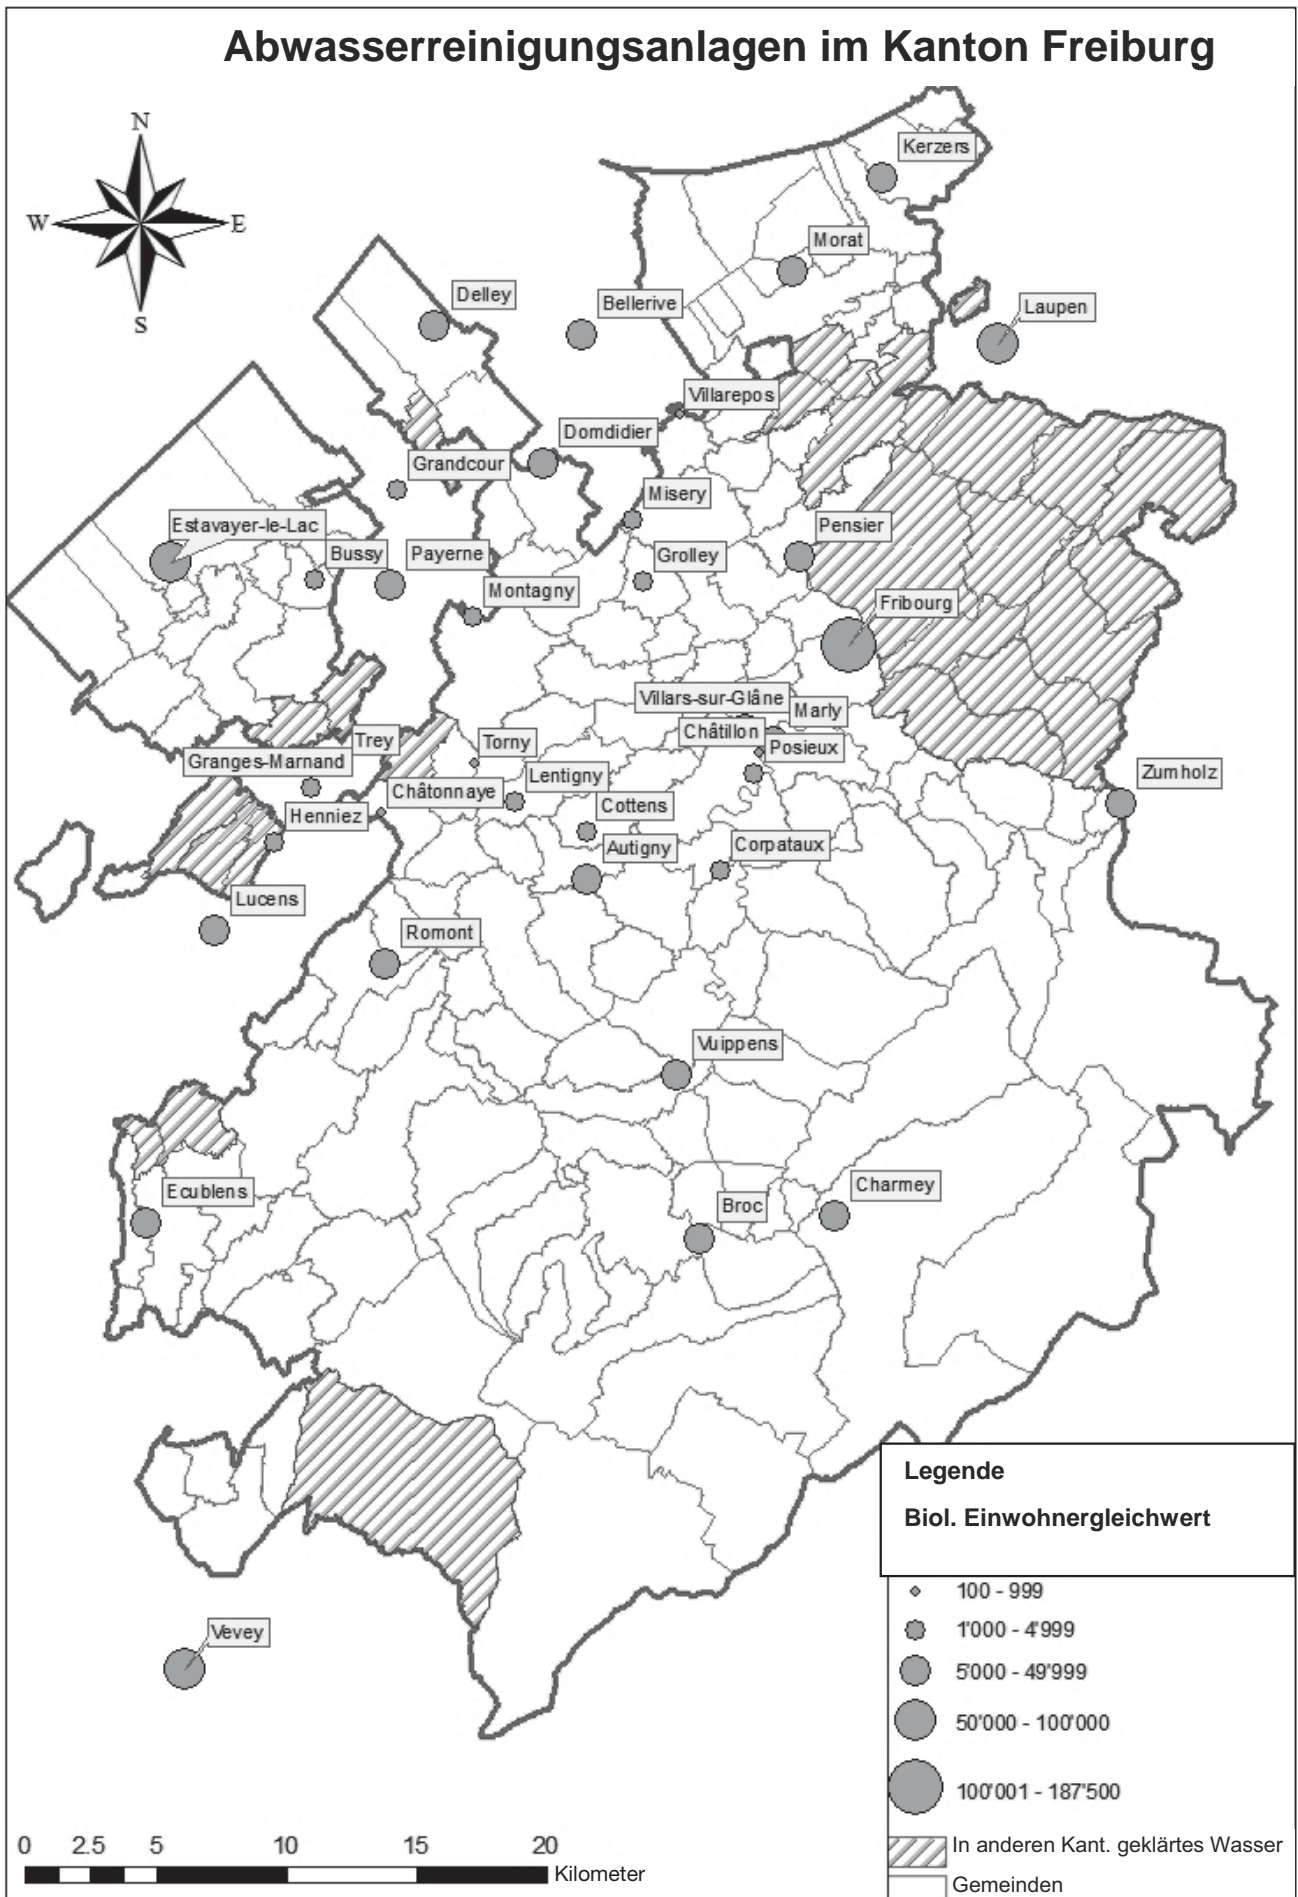 Abwasserreinigungsanlagen im Kanton Freiburg
N
W
E
S
Kerzers
Morat
Delley
Bellerive
Laupen
Villarepos
Domdidier
Grandcour
Misery
Estavayer-le-Lac
Pensier
Bussy
Payerne
Grolley
Montagny
Fribourg
Villars-sur-Glâne
Marly
Châtillon
Trey
Torny
Posieux
Granges-Marnand
Lentigny
Zumholz
Châtonnaye
Cottens
Henniez
Autigny
Corpataux
Lucens
Romont
Vuippens
Ecublens
Charmey
Broc
Vevey
Legende
Biol. Einwohnergleichwert
100 - 999
1'000 - 4'999
5'000 - 49'999
50'000 - 100'000
100'001 - 187'500
In anderen Kant. geklärtes Wasser
Gemeinden
0 2.5 5 10 15 20
Kilometer